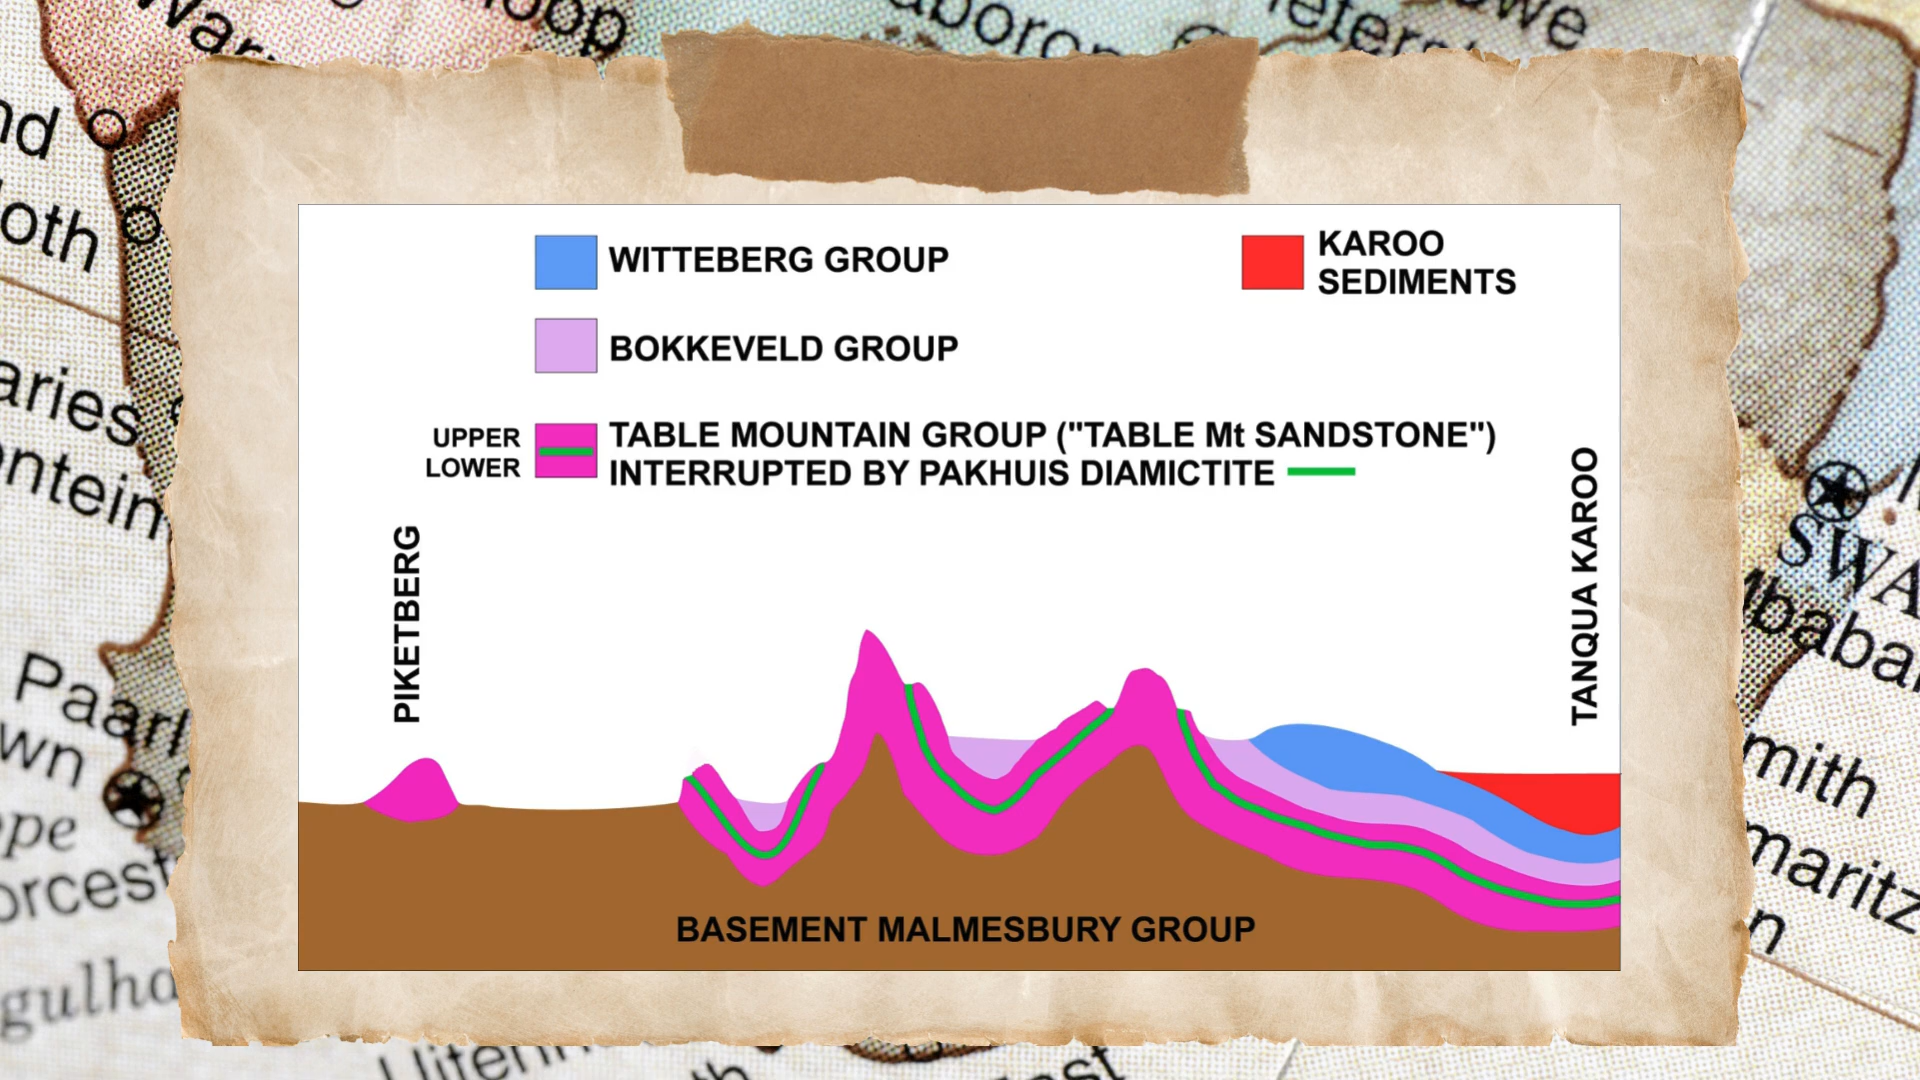 WITTEBERG GROUP
KAROO
SEDIMENTS
BOKKEVELD GROUP
UPPER
LOWER
TABLE MOUNTAIN GROUP ("TABLE Mt SANDSTONE")
INTERRUPTED BY PAKHUIS DIAMICTITE
PIKETBERG
TANQUA KAROO
BASEMENT MALMESBURY GROUP
Paarl